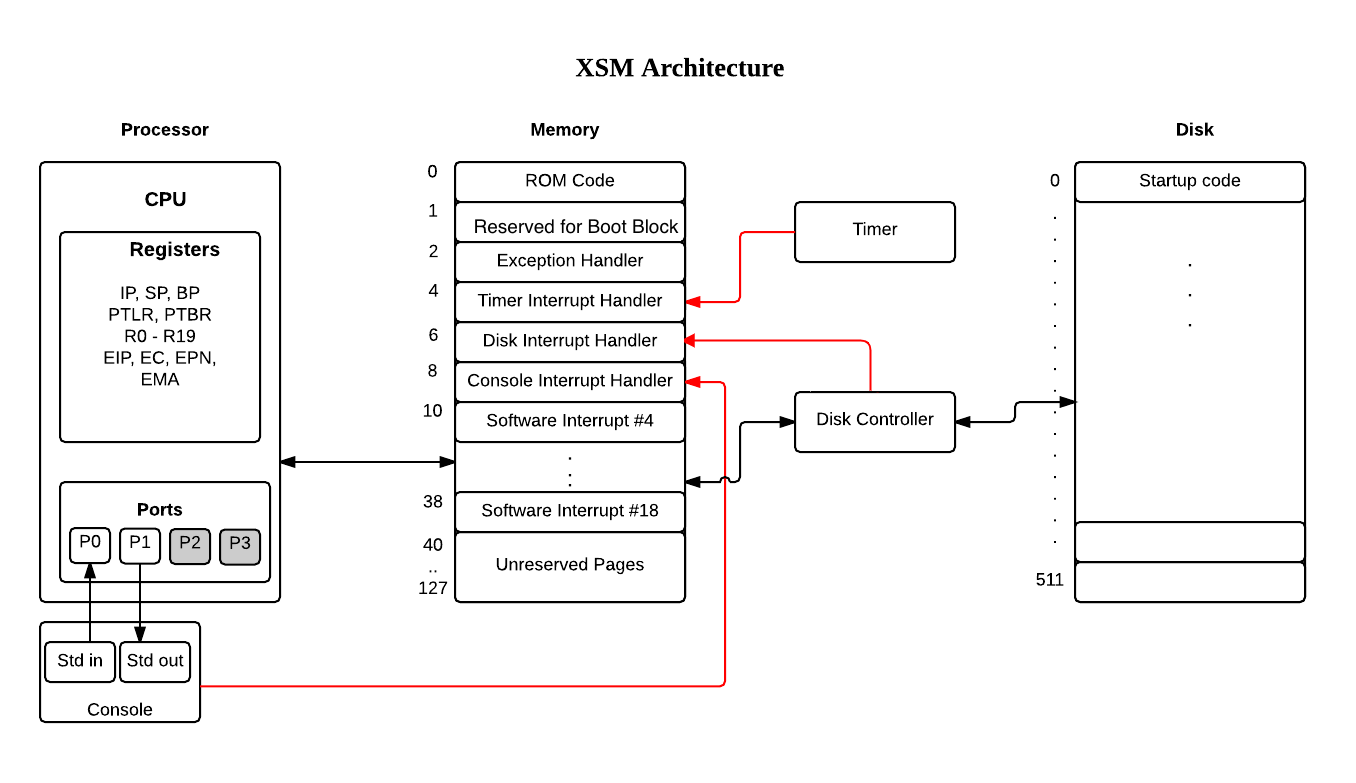 XSM Architecture
Processor
Memory
Disk
CPU
Registers
IP, SP, BP
PTLR, PTBR
R0 - R19
EIP, EC, EPN,
EMA
Ports
P0
P1
P2
P3
Std in
Std out
Console
0
ROM Code
1
Reserved for Boot Block
2
Exception Handler
4
Timer Interrupt Handler
6
Disk Interrupt Handler
8
Console Interrupt Handler
10
Software Interrupt #4
38
Software Interrupt #18
40
..
127
Unreserved Pages
Timer
Disk Controller
0
Startup code
511